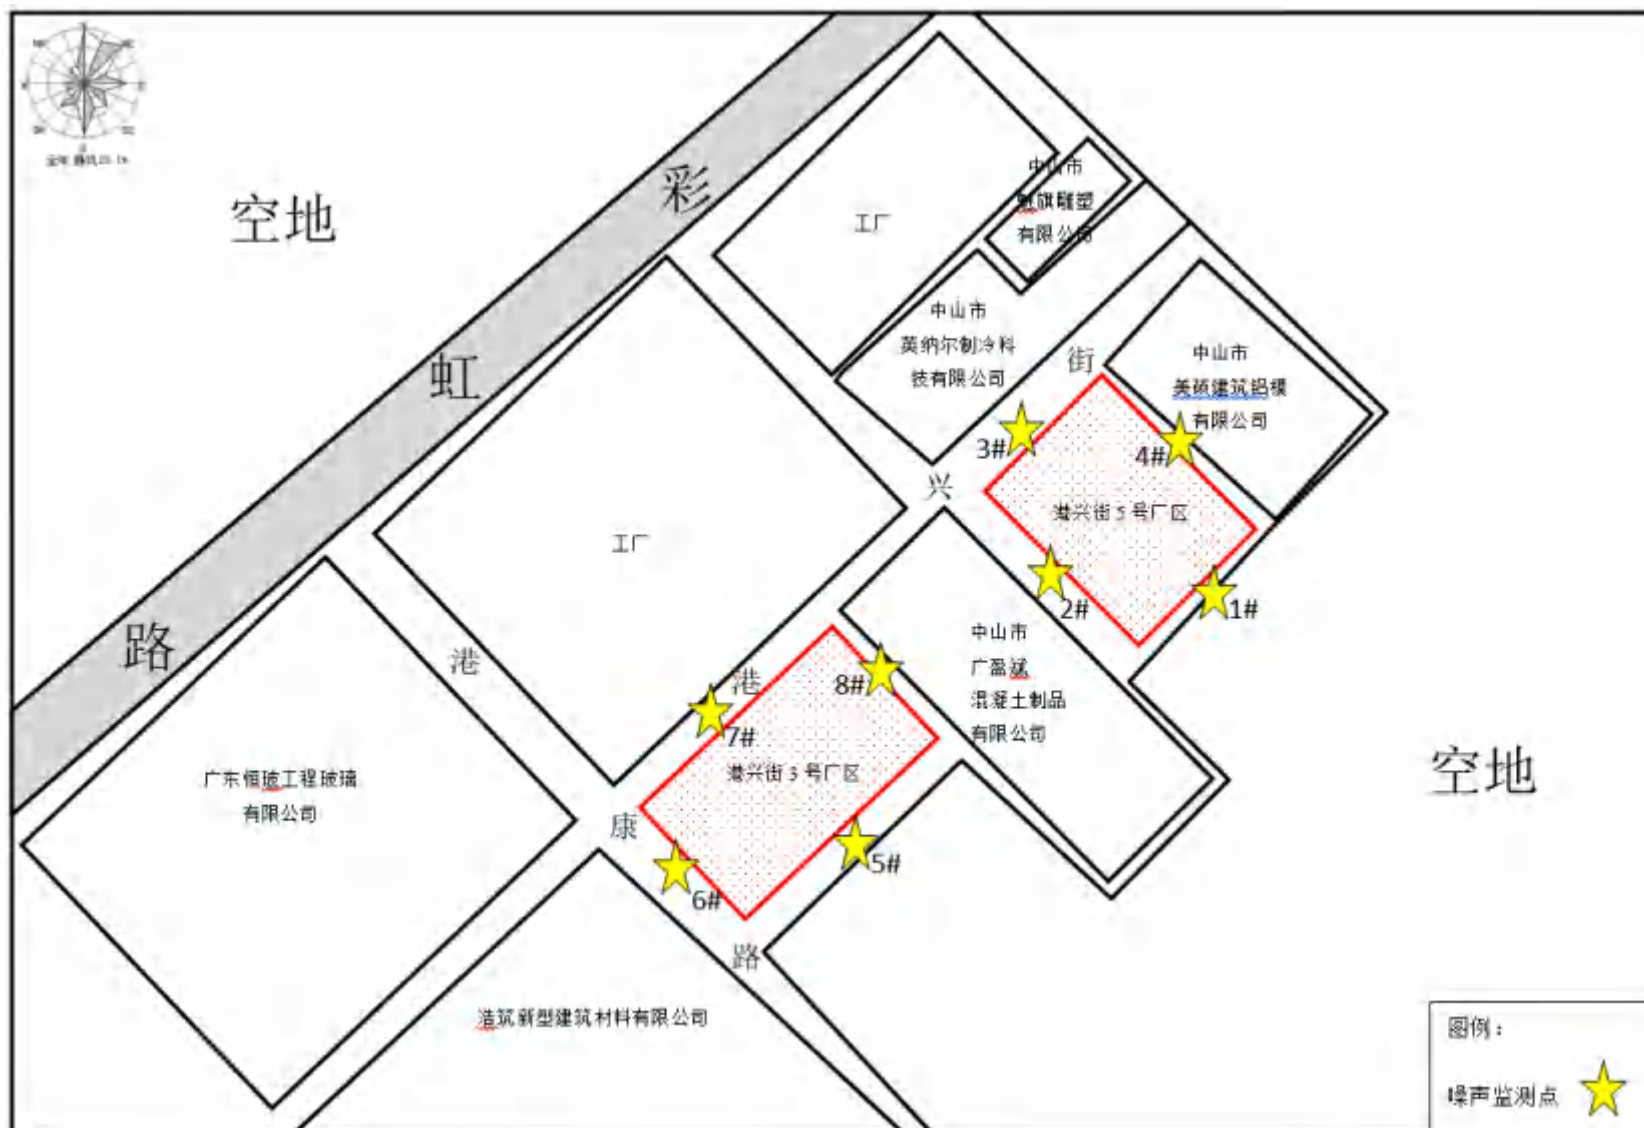 空地
彩
虹
路
工厂
中山市
旗雕塑
有限公司
中山市
英纳尔制冷科
技有限公司
街
中山市
美硕建筑铝模
有限公司
3#
4#
兴
港兴街 5 号厂区
工厂
2#
1#
中山市
广盈
混凝土制品
有限公司
港
港
8#
7#
港兴街 3 号厂区
空地
广东恒玻工程玻璃
有限公司
康
5#
6#
路
浩筑新型建筑材料有限公司
图例：
噪声监测点